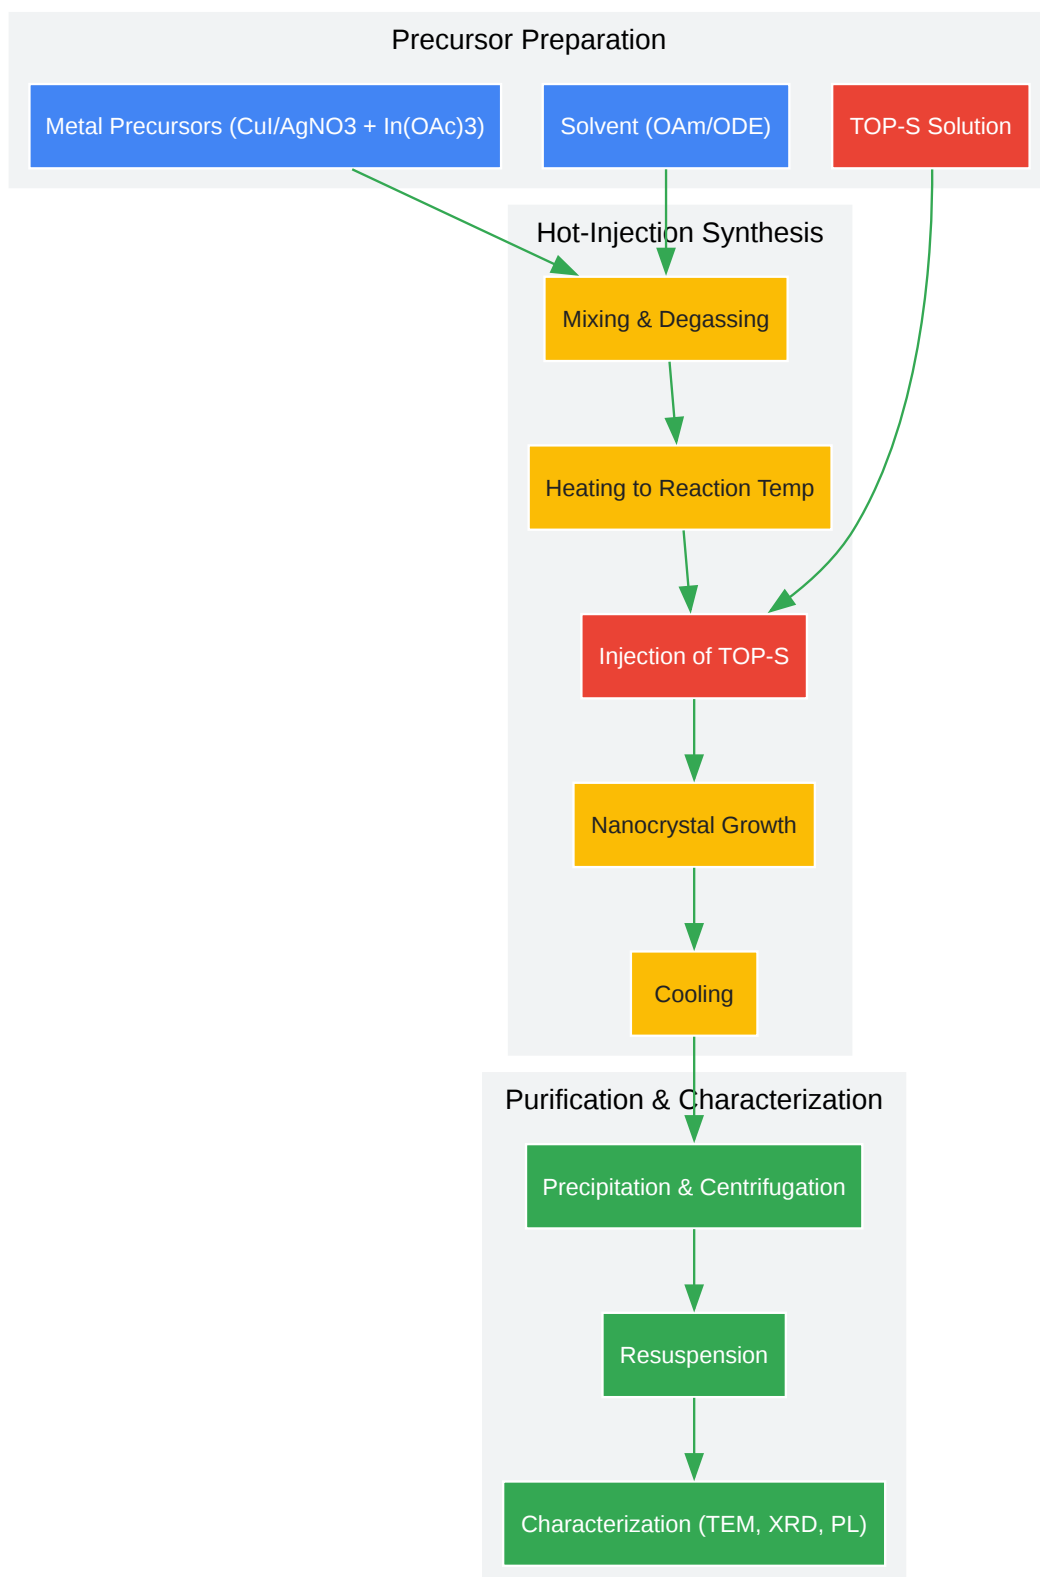 Precursor Preparation
Metal Precursors (CuI/AgNO3 + In(OAc)3)
Solvent (OAm/ODE)
TOP-S Solution
Hot-Injection Synthesis
Mixing & Degassing
Heating to Reaction Temp
Injection of TOP-S
Nanocrystal Growth
Cooling
Purification & Characterization
Precipitation & Centrifugation
Resuspension
Characterization (TEM, XRD, PL)